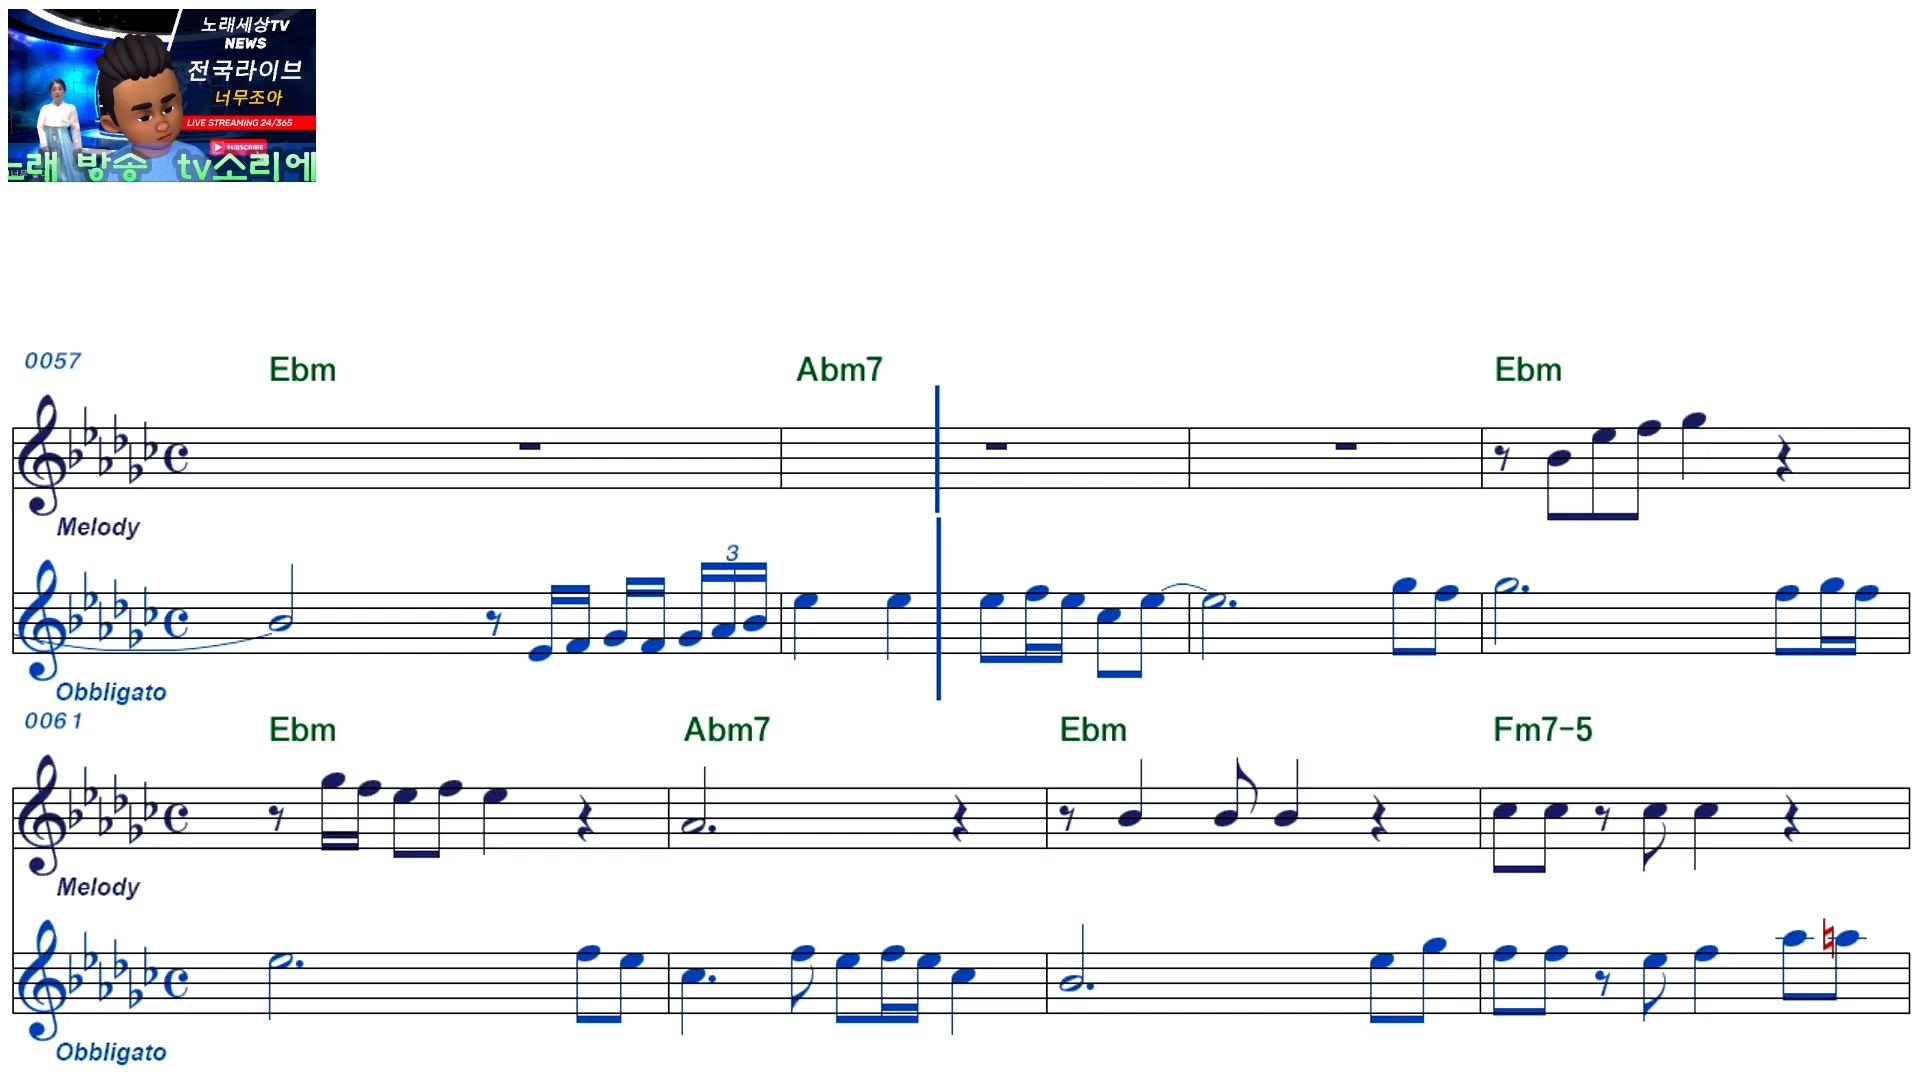 노래세상TV
NEWS
전국라이브
너무조아
LIVE STREAMING 24/365
SUBSCRIBE
노래 방송 tv소리에
0057
Ebm Abm7 Ebm
Melody
3
Obbligato
0061
Ebm Abm7 Ebm Fm7-5
Melody
Obbligato